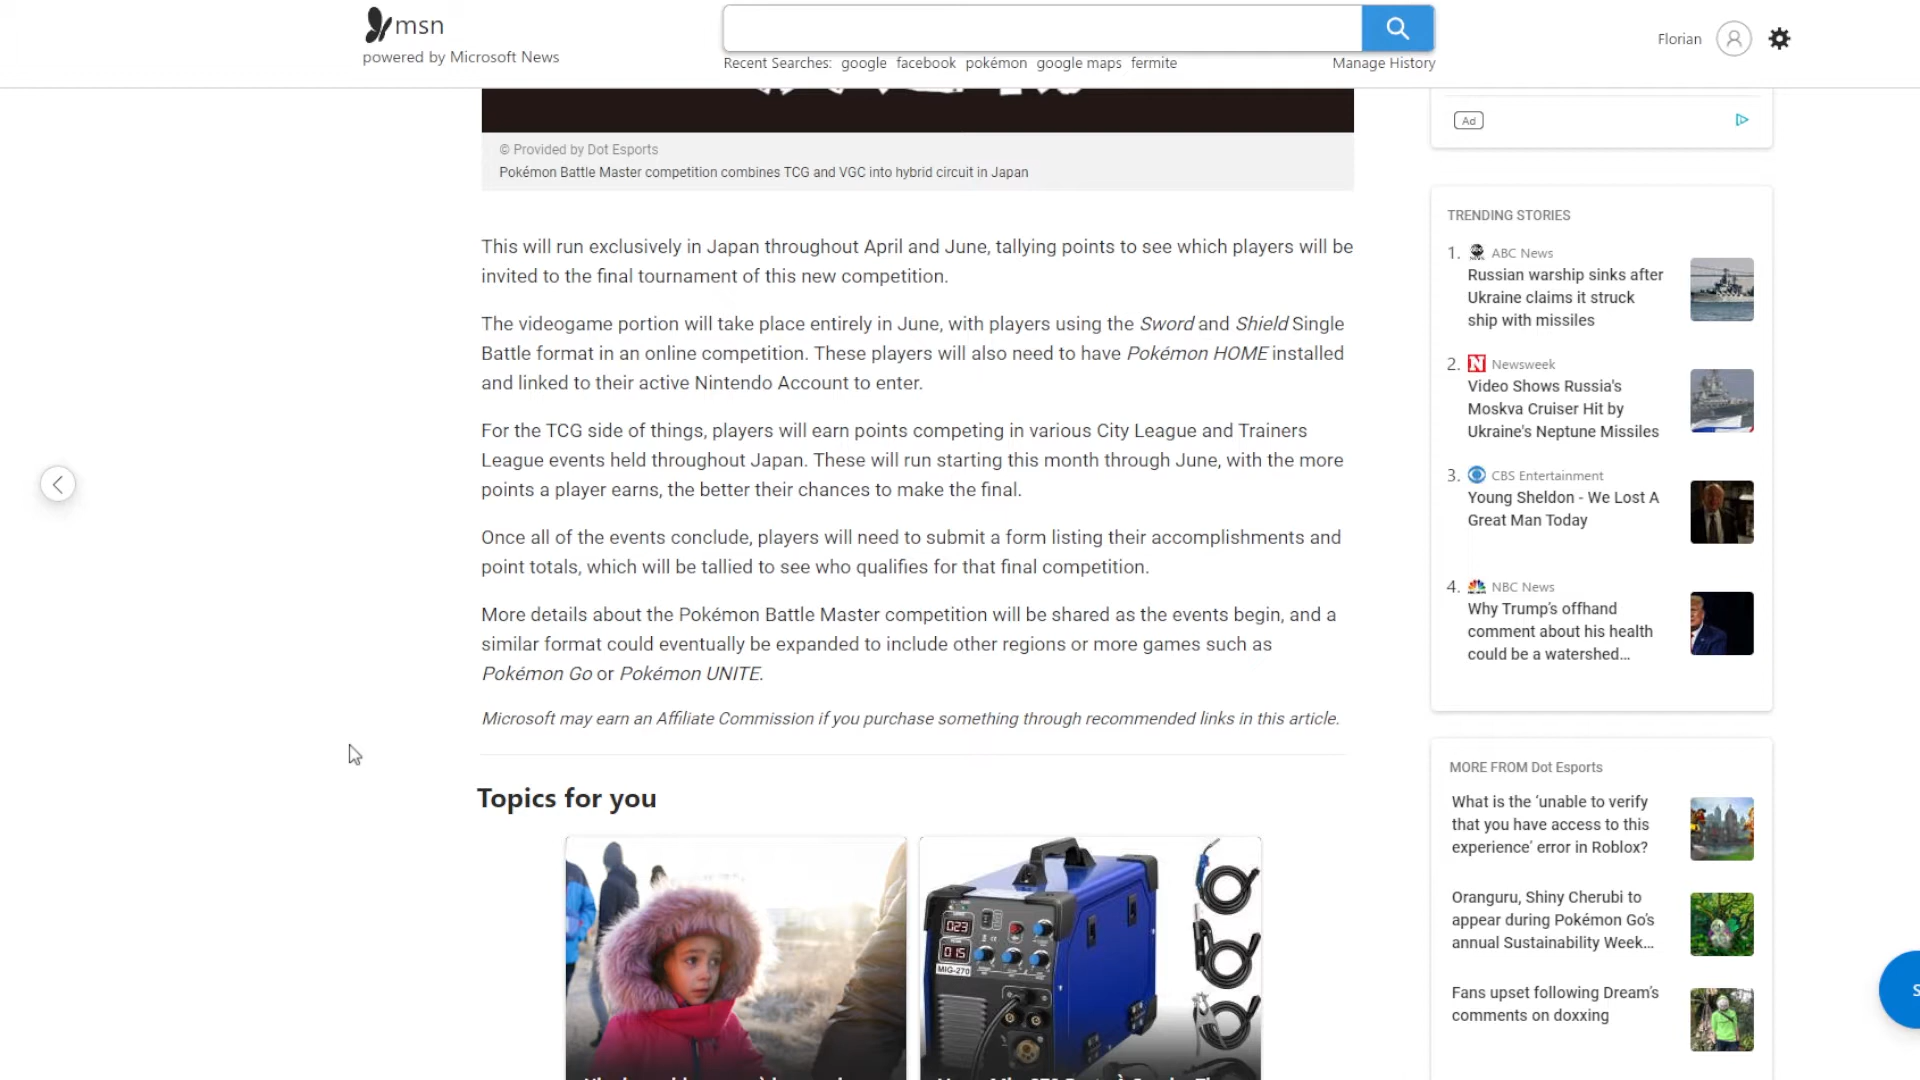 msn
powered by Microsoft News
Recent Searches: google facebook pokémon google maps fermite
Manage History
Florian
© Provided by Dot Esports
Pokémon Battle Master competition combines TCG and VGC into hybrid circuit in Japan
This will run exclusively in Japan throughout April and June, tallying points to see which players will be
invited to the final tournament of this new competition.
The videogame portion will take place entirely in June, with players using the Sword and Shield Single
Battle format in an online competition. These players will also need to have Pokémon HOME installed
and linked to their active Nintendo Account to enter.
For the TCG side of things, players will earn points competing in various City League and Trainers
League events held throughout Japan. These will run starting this month through June, with the more
points a player earns, the better their chances to make the final.
Once all of the events conclude, players will need to submit a form listing their accomplishments and
point totals, which will be tallied to see who qualifies for that final competition.
More details about the Pokémon Battle Master competition will be shared as the events begin, and a
similar format could eventually be expanded to include other regions or more games such as
Pokémon Go or Pokémon UNITE.
Microsoft may earn an Affiliate Commission if you purchase something through recommended links in this article.
Topics for you
023
015
MIG-270
Ad
TRENDING STORIES
1. ABC News
Russian warship sinks after
Ukraine claims it struck
ship with missiles
2. N Newsweek
Video Shows Russia's
Moskva Cruiser Hit by
Ukraine's Neptune Missiles
3. CBS Entertainment
Young Sheldon - We Lost A
Great Man Today
4. NBC News
Why Trump's offhand
comment about his health
could be a watershed...
MORE FROM Dot Esports
What is the 'unable to verify
that you have access to this
experience' error in Roblox?
Oranguru, Shiny Cherubi to
appear during Pokémon Go's
annual Sustainability Week...
Fans upset following Dream's
comments on doxxing